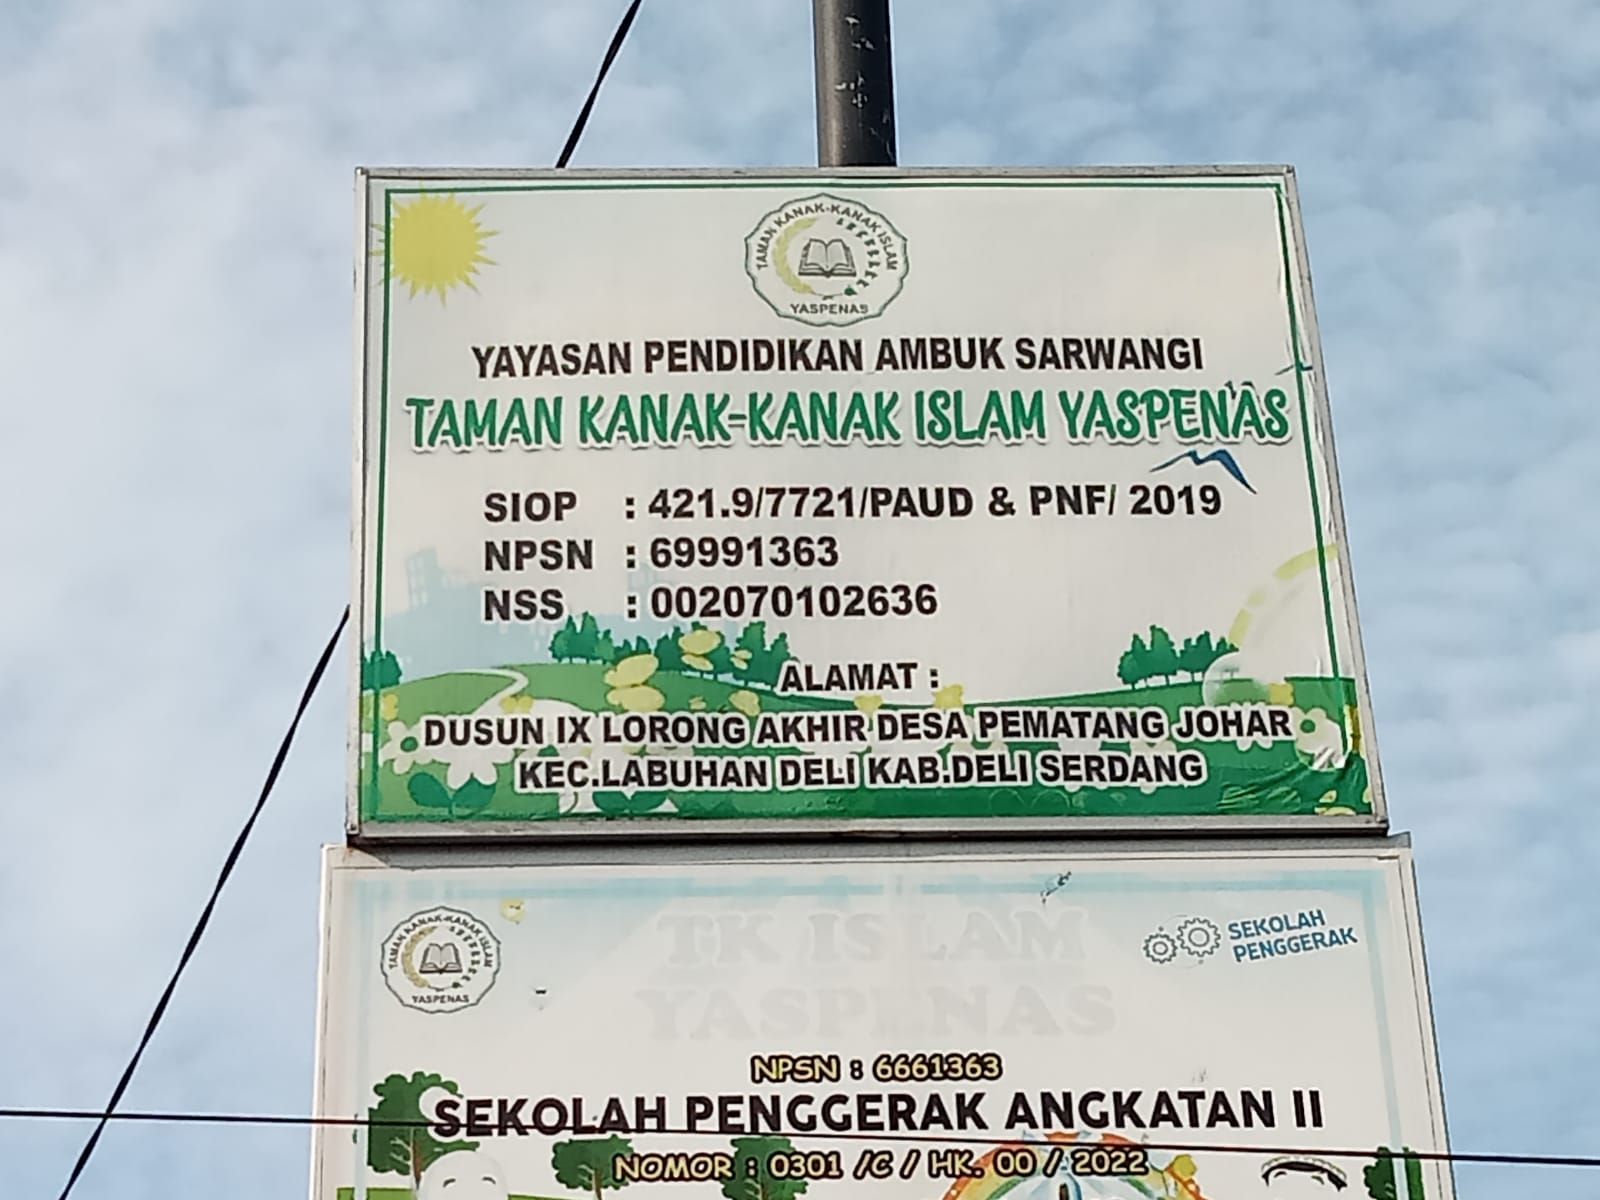 TAMAN KANAK-KANAK ISLAM
YASPENAS
YAYASAN PENDIDIKAN AMBUK SARWANGI
TAMAN KANAK-KANAK ISLAM YASPENAS
SIOP : 421.9/7721/PAUD & PNF/ 2019
NPSN : 69991363
NSS : 002070102636
ALAMAT :
DUSUN IX LORONG AKHIR DESA PEMATANG JOHAR
KEC.LABUHAN DELI KAB.DELI SERDANG
TAMAN KANAK-KANAK ISLAM
YASPENAS
TK ISLAM
YASPENAS
SEKOLAH
PENGGERAK
NPSN : 6661363
SEKOLAH PENGGERAK ANGKATAN II
NOMOR : 0301 /C / HK. 00 / 2022